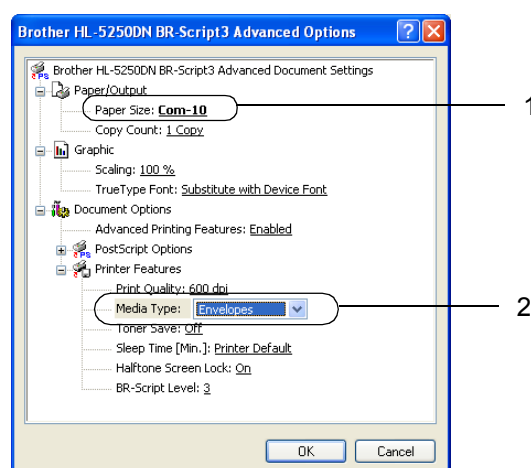 Brother HL-5250DN BR-Script3 Advanced Options
Brother HL-5250DN BR-Script3 Advanced Document Settings
Paper/Output
Paper Size: Com-10
1
Copy Count: 1 Copy
Graphic
Scaling: 100 %
TrueType Font: Substitute with Device Font
Document Options
Advanced Printing Features: Enabled
PostScript Options
Printer Features
Print Quality: 600 dpi
Media Type: Envelopes
2
Toner Save: Off
Sleep Time [Min.]: Printer Default
Halftone Screen Lock: On
BR-Script Level: 3
OK
Cancel